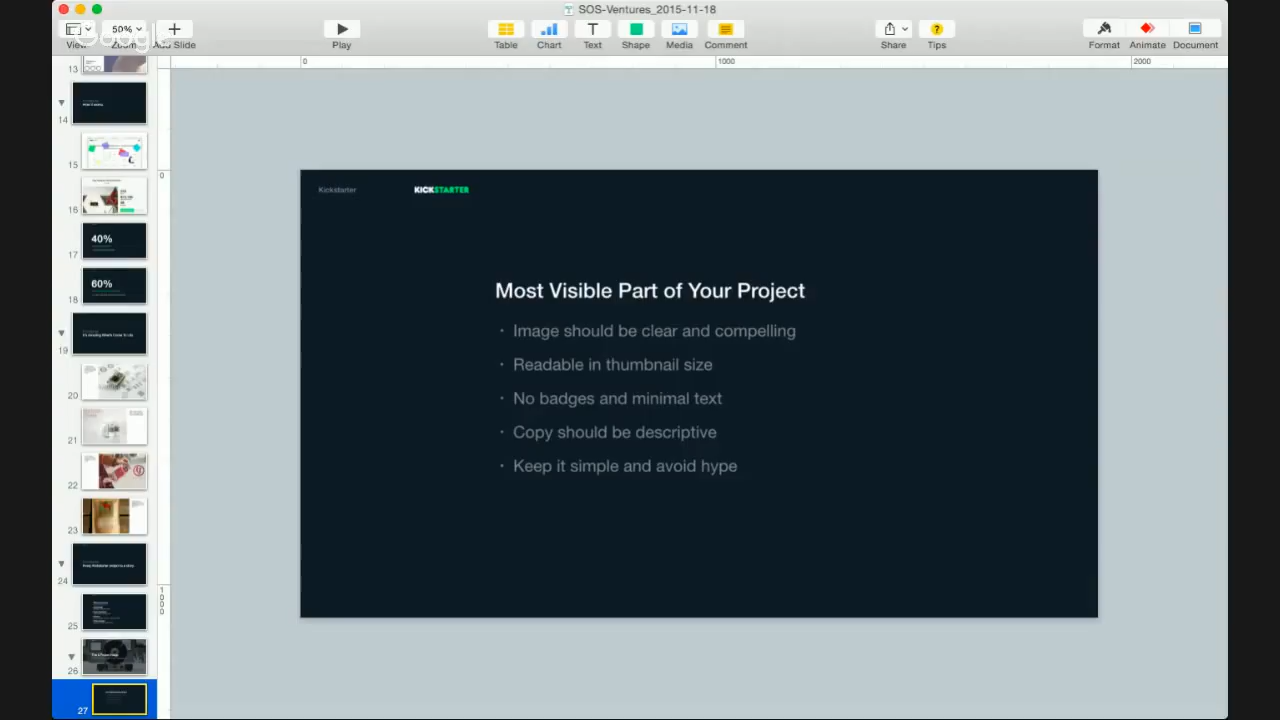 SOS-Ventures_2015-11-18
50%
View Zoom Add Slide Play Table Chart Text Shape Media Comment Share Tips Format Animate Document
0 1000 2000
0
1000
13
14
15
16
40%
17
60%
18
19
20
21
22
23
24
25
26
27
Kickstarter KICKSTARTER
Most Visible Part of Your Project
· Image should be clear and compelling
· Readable in thumbnail size
· No badges and minimal text
· Copy should be descriptive
· Keep it simple and avoid hype